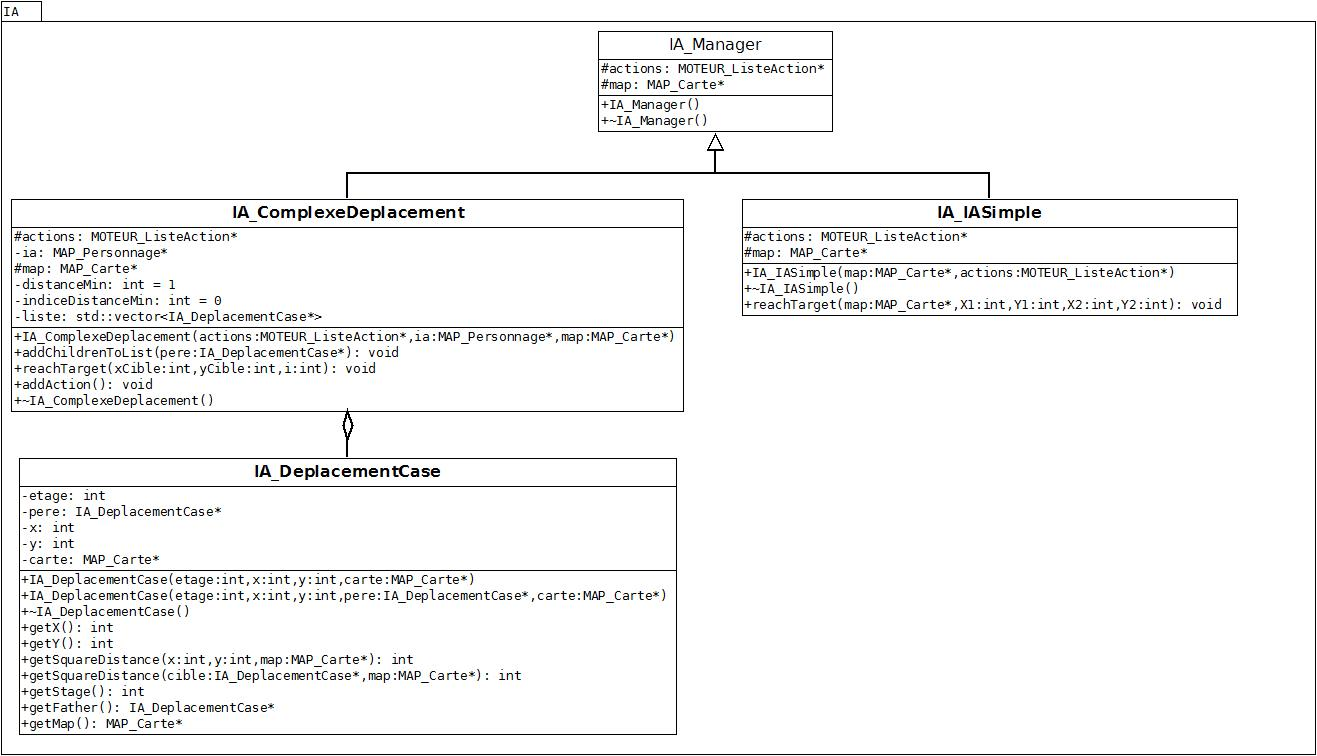 IA
IA_Manager
#actions: MOTEUR_ListeAction*
#map: MAP_Carte*
+IA_Manager()
+~IA_Manager()
IA_ComplexeDeplacement
#actions: MOTEUR_ListeAction*
-ia: MAP_Personnage*
#map: MAP_Carte*
-distanceMin: int = 1
-indiceDistanceMin: int = 0
-liste: std::vector<IA_DeplacementCase*>
+IA_ComplexeDeplacement(actions:MOTEUR_ListeAction*,ia:MAP_Personnage*,map:MAP_Carte*)
+addChildrenToList(pere:IA_DeplacementCase*): void
+reachTarget(xCible:int,yCible:int,i:int): void
+addAction(): void
+~IA_ComplexeDeplacement()
IA_IASimple
#actions: MOTEUR_ListeAction*
#map: MAP_Carte*
+IA_IASimple(map:MAP_Carte*,actions:MOTEUR_ListeAction*)
+~IA_IASimple()
+reachTarget(map:MAP_Carte*,X1:int,Y1:int,X2:int,Y2:int): void
IA_DeplacementCase
-etage: int
-pere: IA_DeplacementCase*
-x: int
-y: int
-carte: MAP_Carte*
+IA_DeplacementCase(etage:int,x:int,y:int,carte:MAP_Carte*)
+IA_DeplacementCase(etage:int,x:int,y:int,pere:IA_DeplacementCase*,carte:MAP_Carte*)
+~IA_DeplacementCase()
+getX(): int
+getY(): int
+getSquareDistance(x:int,y:int,map:MAP_Carte*): int
+getSquareDistance(cible:IA_DeplacementCase*,map:MAP_Carte*): int
+getStage(): int
+getFather(): IA_DeplacementCase*
+getMap(): MAP_Carte*